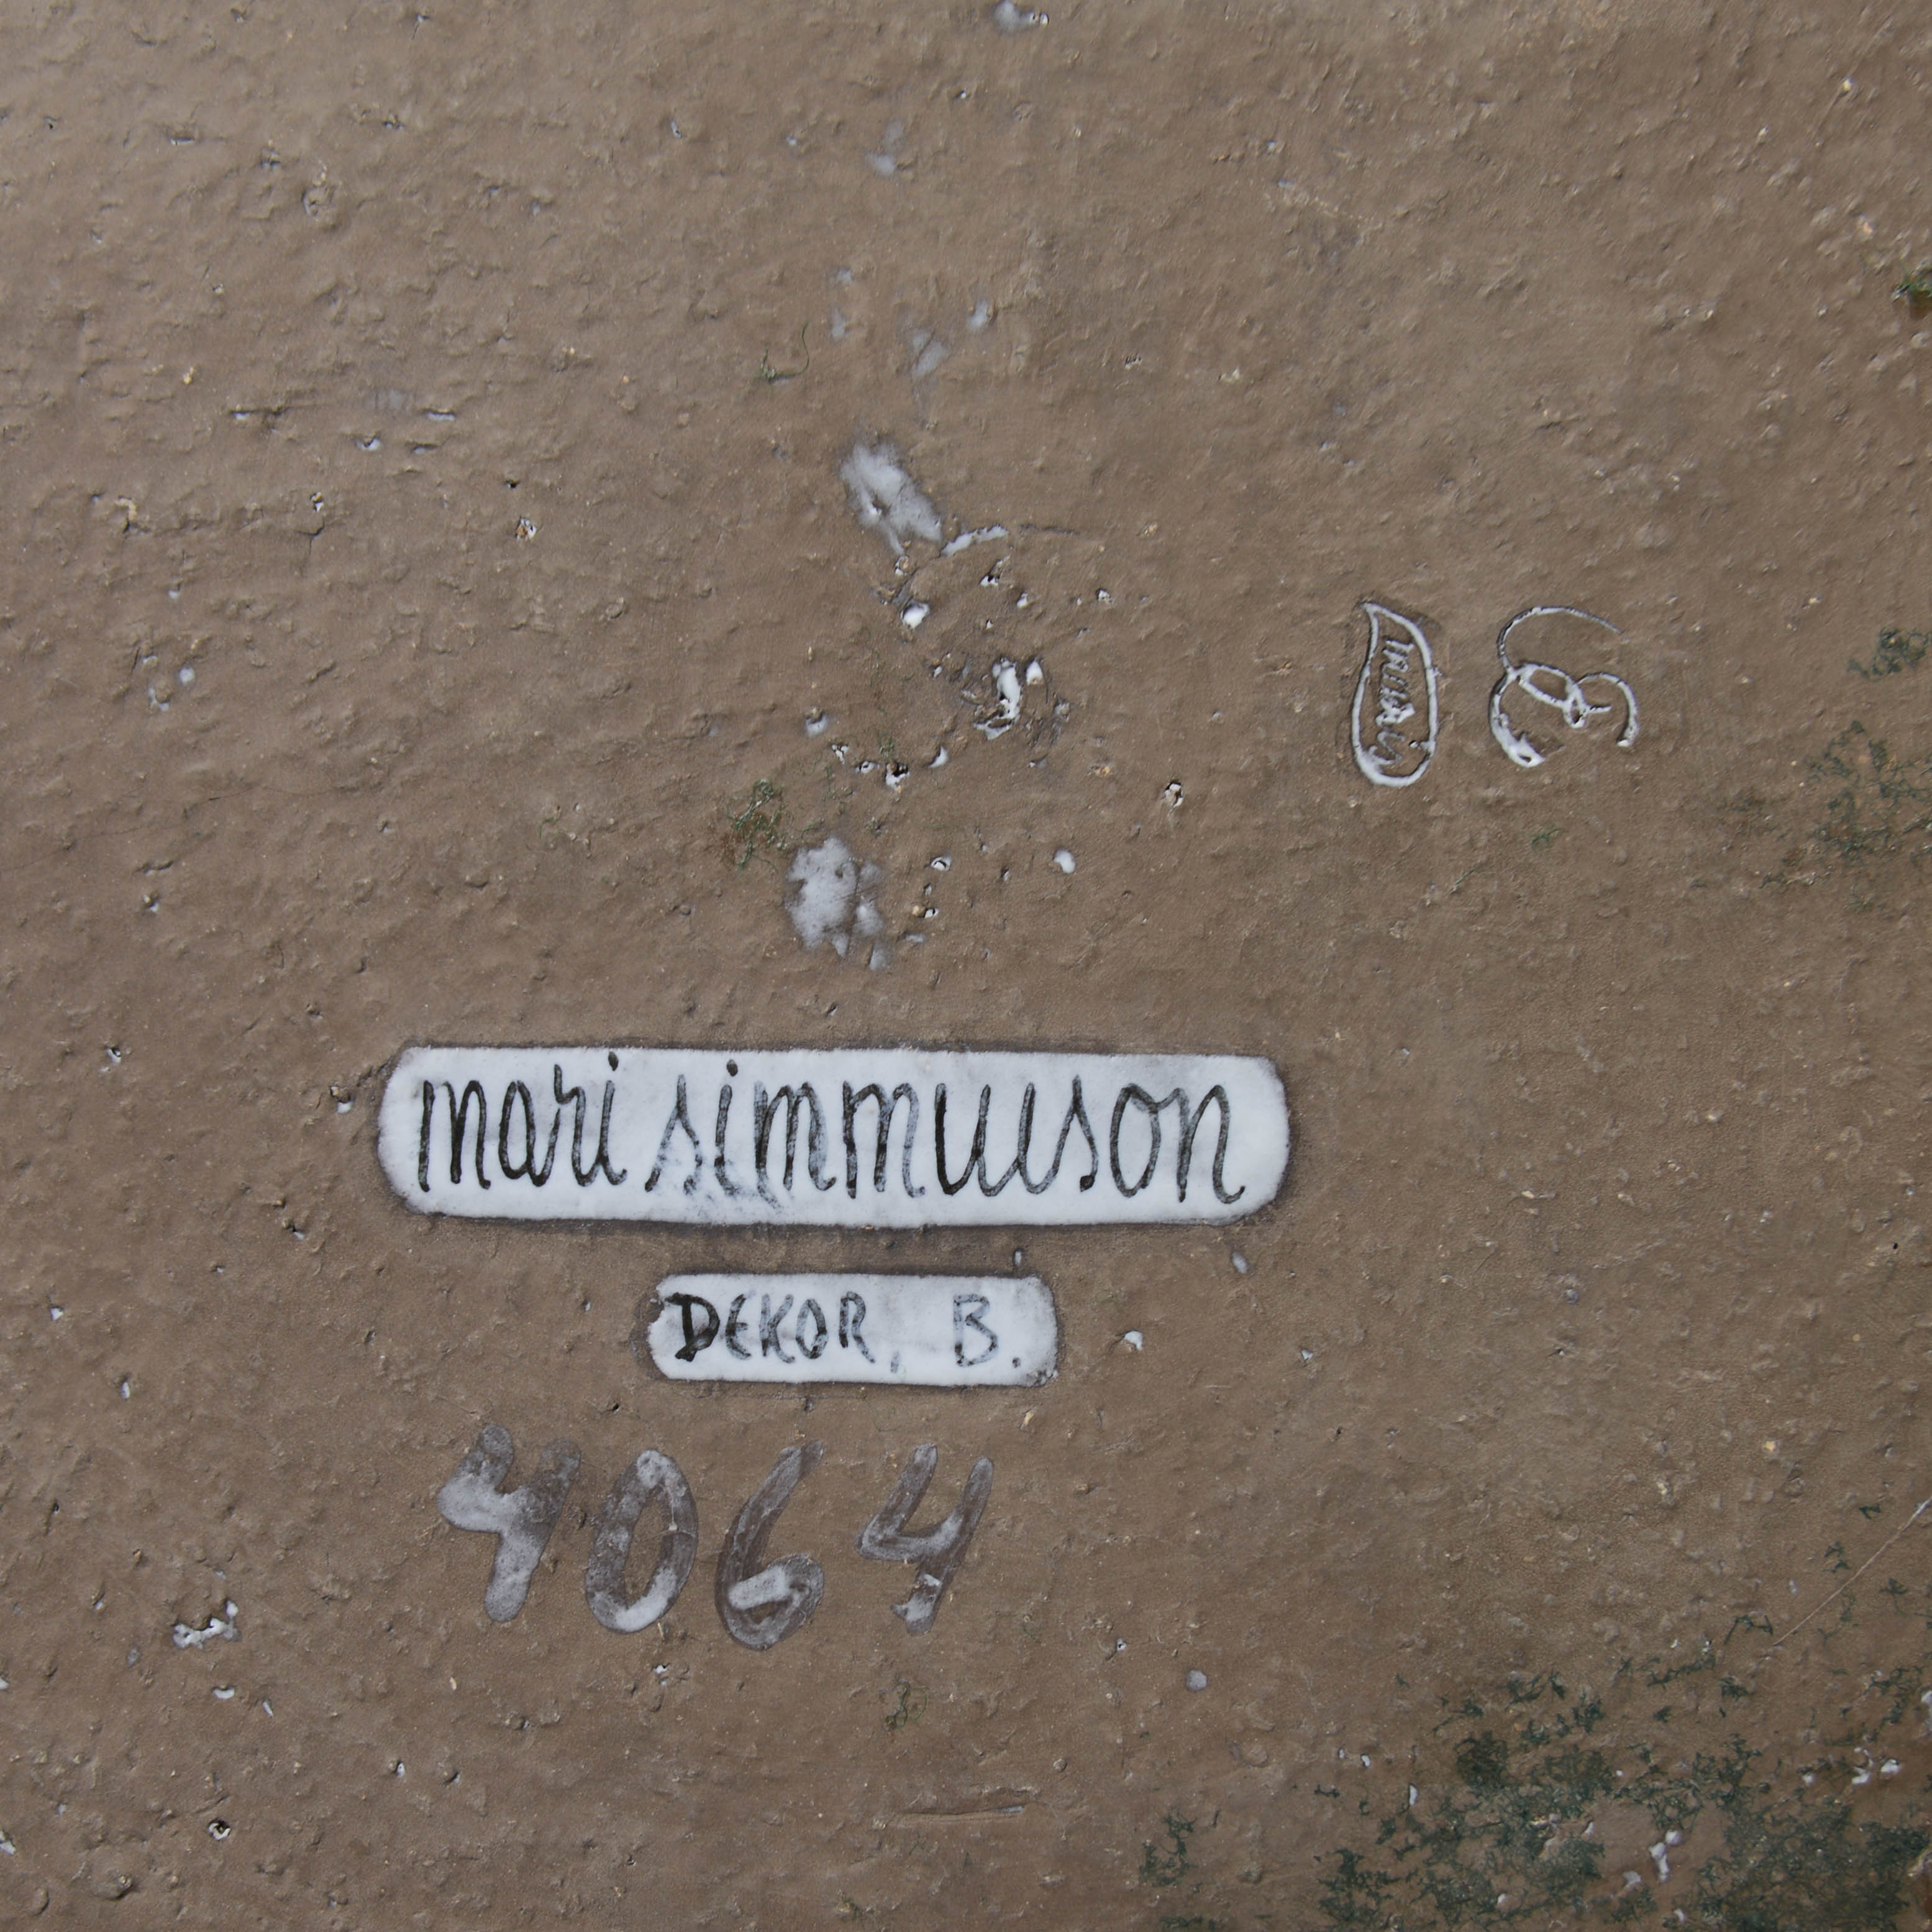 mari simmulson
DEKOR, B.
4064